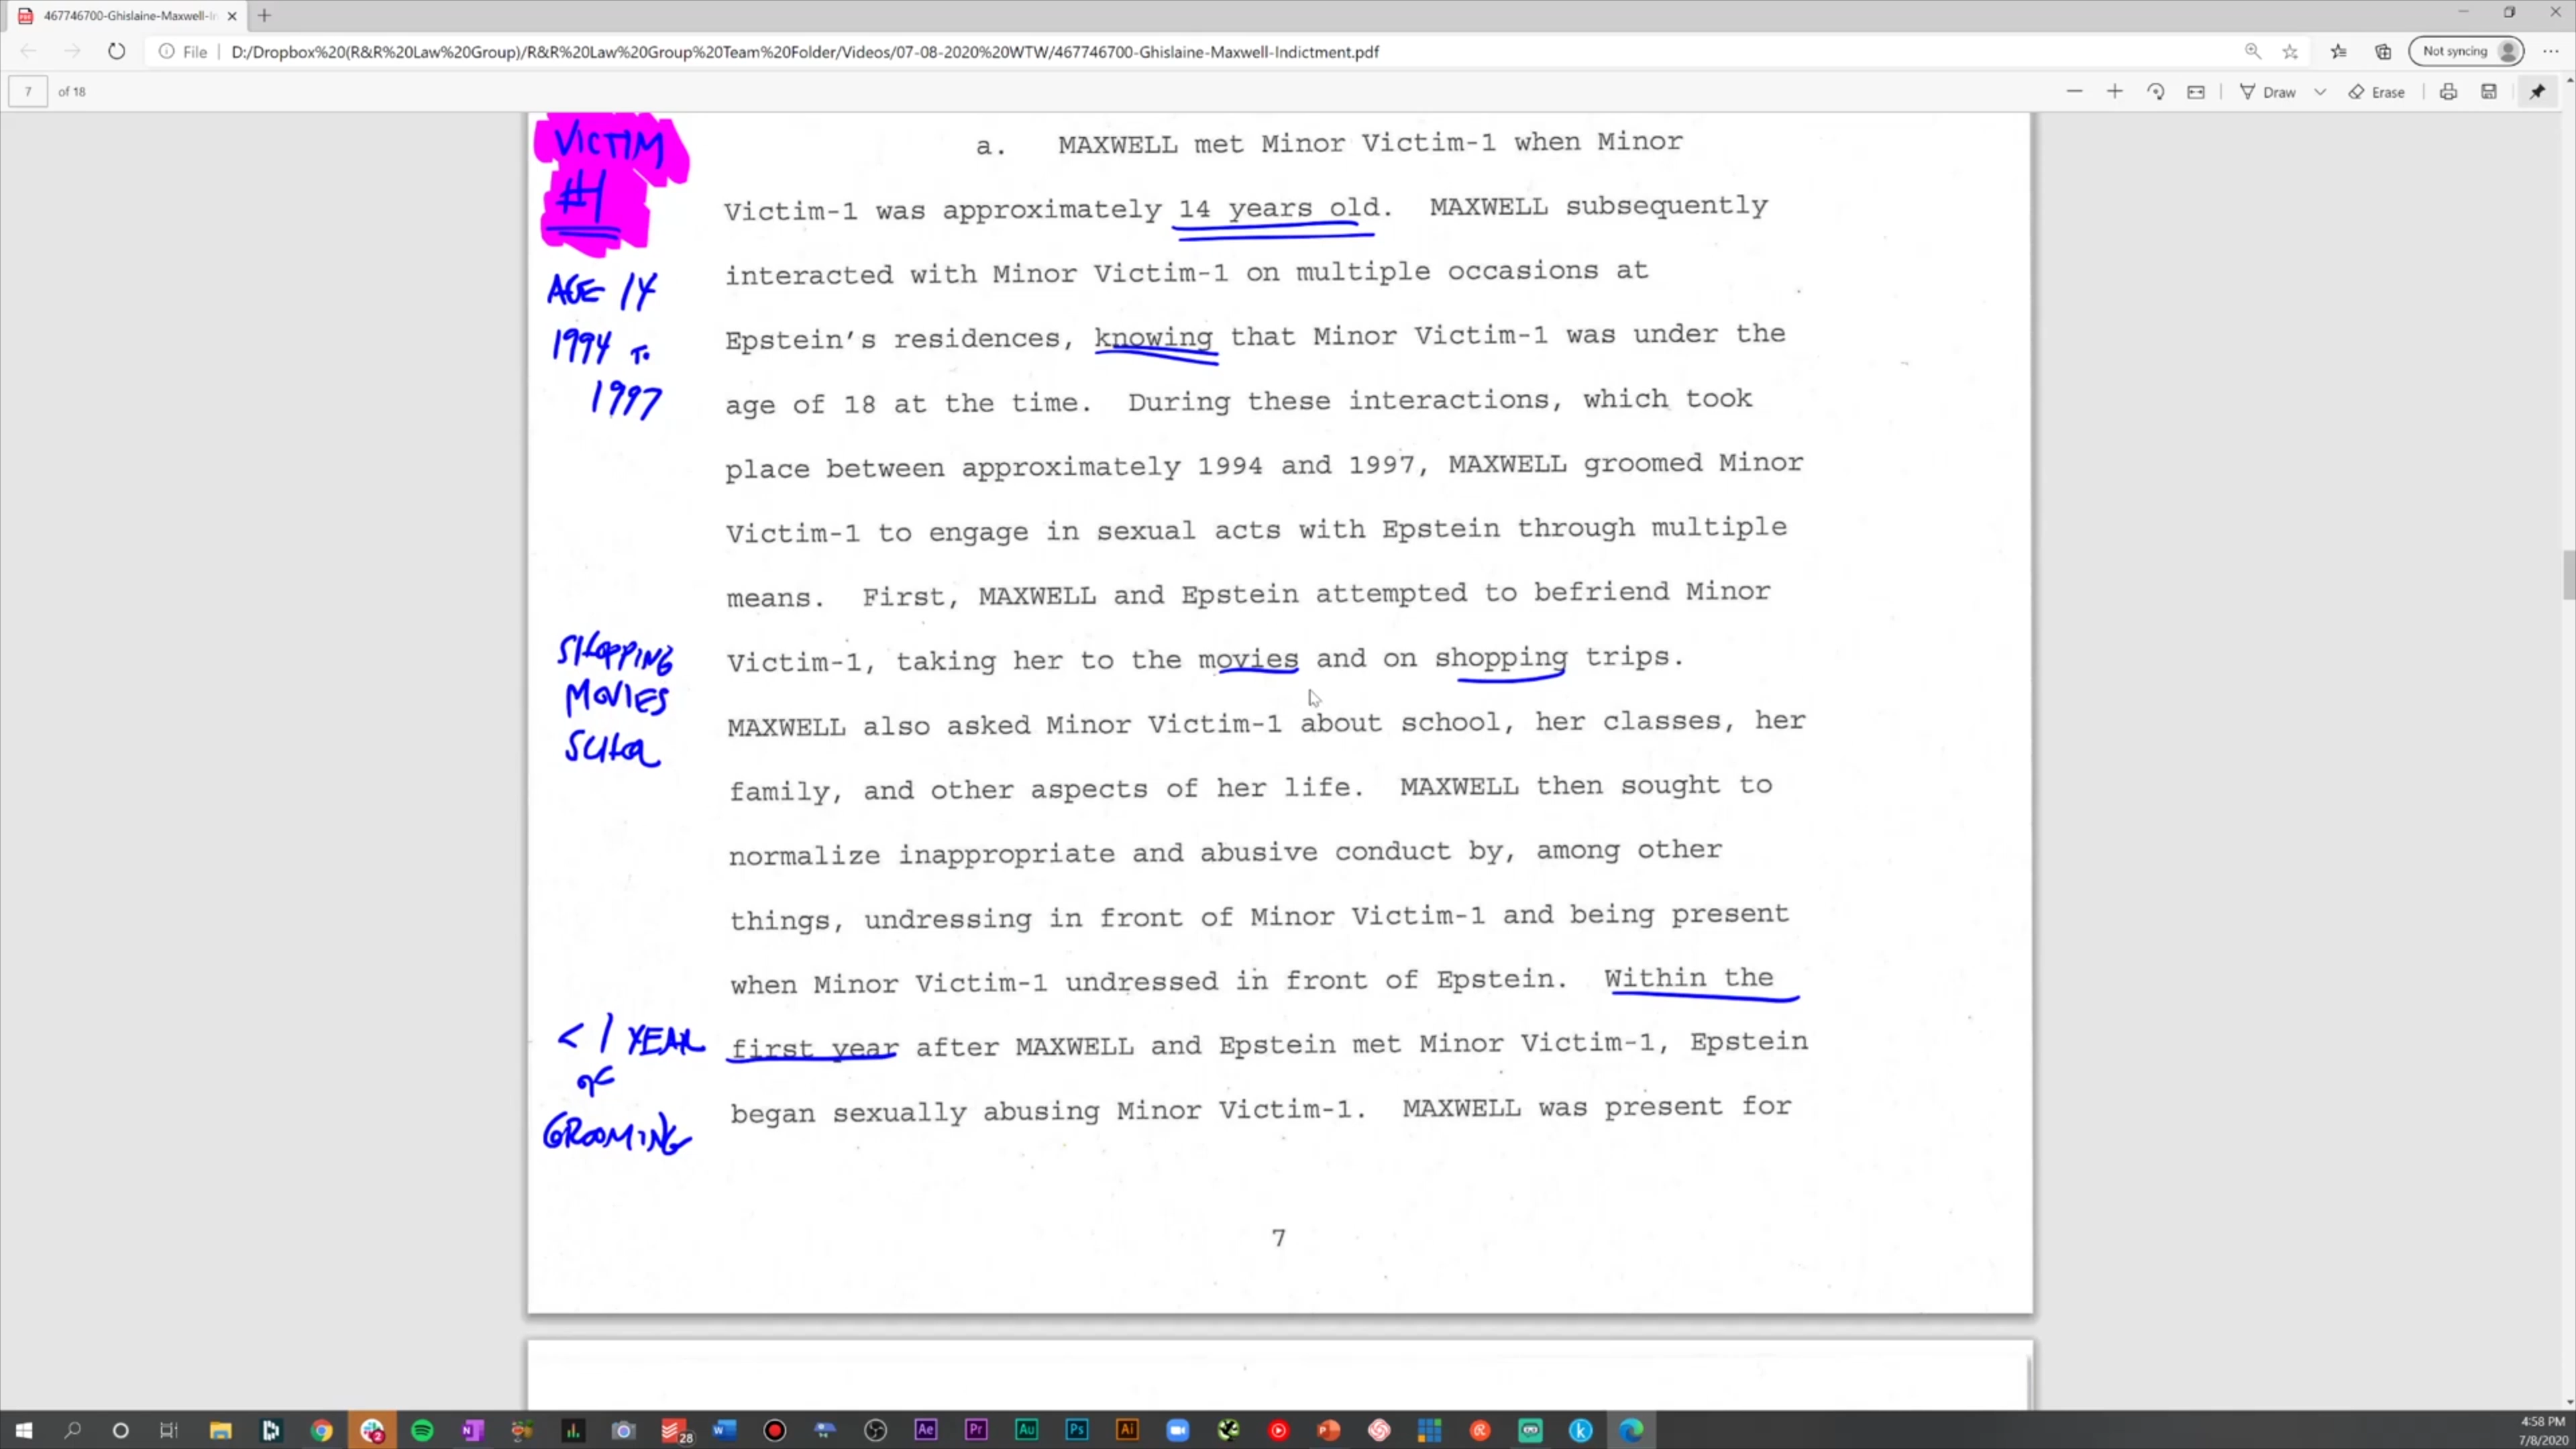 467746700-Ghislaine-Maxwell-In
File
D:/Dropbox%20(R&R%20Law%20Group)/R&R%20Law%20Group%20Team%20Folder/Videos/07-08-2020%20WTW/467746700-Ghislaine-Maxwell-Indictment.pdf
Not syncing
7 of 18
Draw
Erase
VICTIM
#1
a. MAXWELL met Minor Victim-1 when Minor
Victim-1 was approximately 14 years old. MAXWELL subsequently
interacted with Minor Victim-1 on multiple occasions at
AGE 14
Epstein's residences, knowing that Minor Victim-1 was under the
1994 TO
age of 18 at the time. During these interactions, which took
1997
place between approximately 1994 and 1997, MAXWELL groomed Minor
Victim-1 to engage in sexual acts with Epstein through multiple
means. First, MAXWELL and Epstein attempted to befriend Minor
SHOPPING
Victim-1, taking her to the movies and on shopping trips.
MOVIES
MAXWELL also asked Minor Victim-1 about school, her classes, her
family, and other aspects of her life. MAXWELL then sought to
normalize inappropriate and abusive conduct by, among other
things, undressing in front of Minor Victim-1 and being present
when Minor Victim-1 undressed in front of Epstein. Within the
< 1 YEAR
first year after MAXWELL and Epstein met Minor Victim-1, Epstein
OF
began sexually abusing Minor Victim-1. MAXWELL was present for
GROOMING
7
28
Ae
Pr
Au
Ps
Ai
4:58 PM
7/8/2020